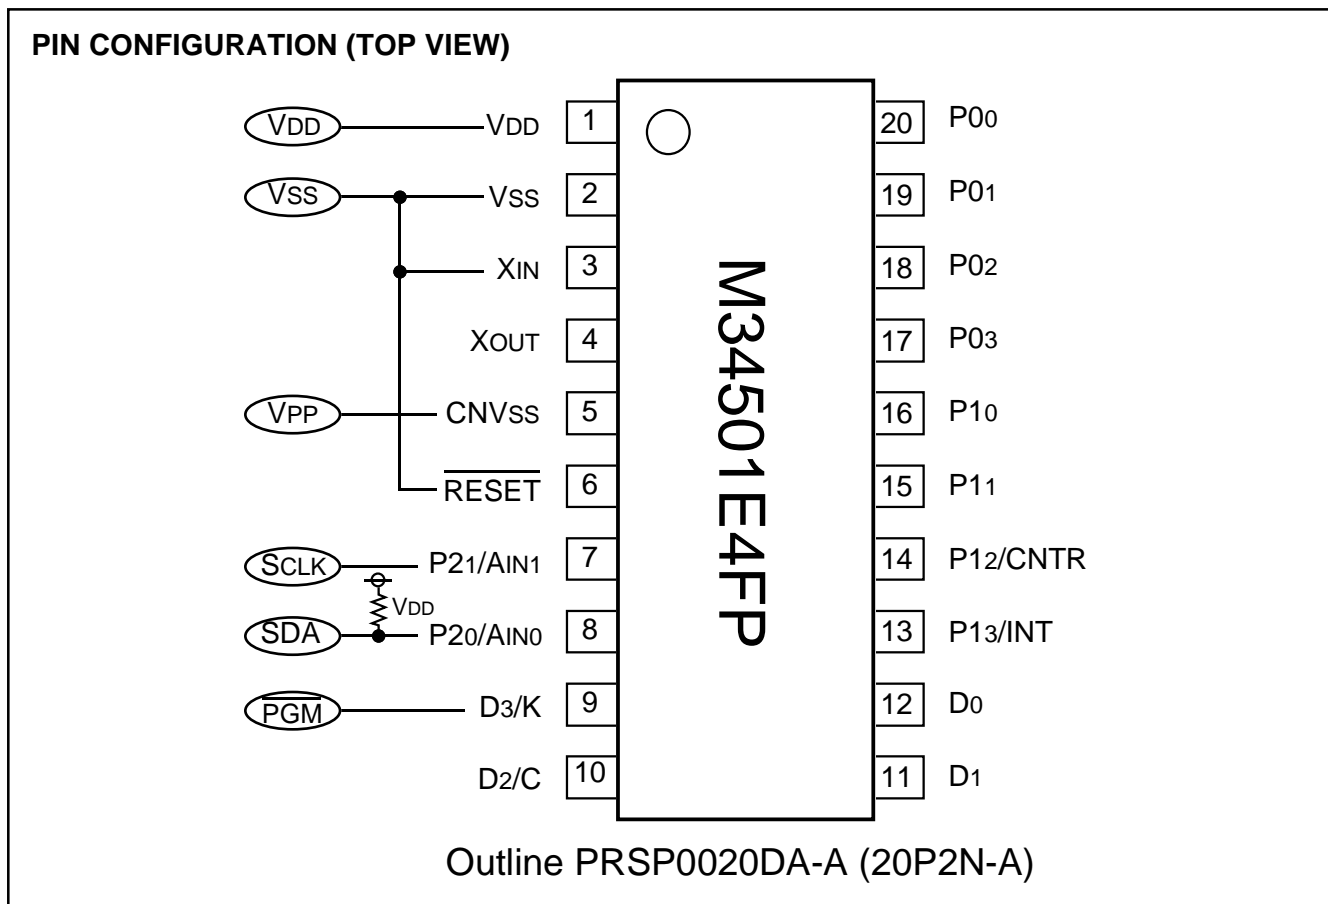 PIN CONFIGURATION (TOP VIEW)
VDD VDD 1 20 P00
VSS VSS 2 19 P01
XIN 3 18 P02
XOUT 4 17 P03
VPP CNVSS 5 16 P10
RESET 6 15 P11
SCLK P21/AIN1 7 14 P12/CNTR
VDD
SDA P20/AIN0 8 13 P13/INT
PGM D3/K 9 12 D0
D2/C 10 11 D1
M34501E4FP
Outline PRSP0020DA-A (20P2N-A)